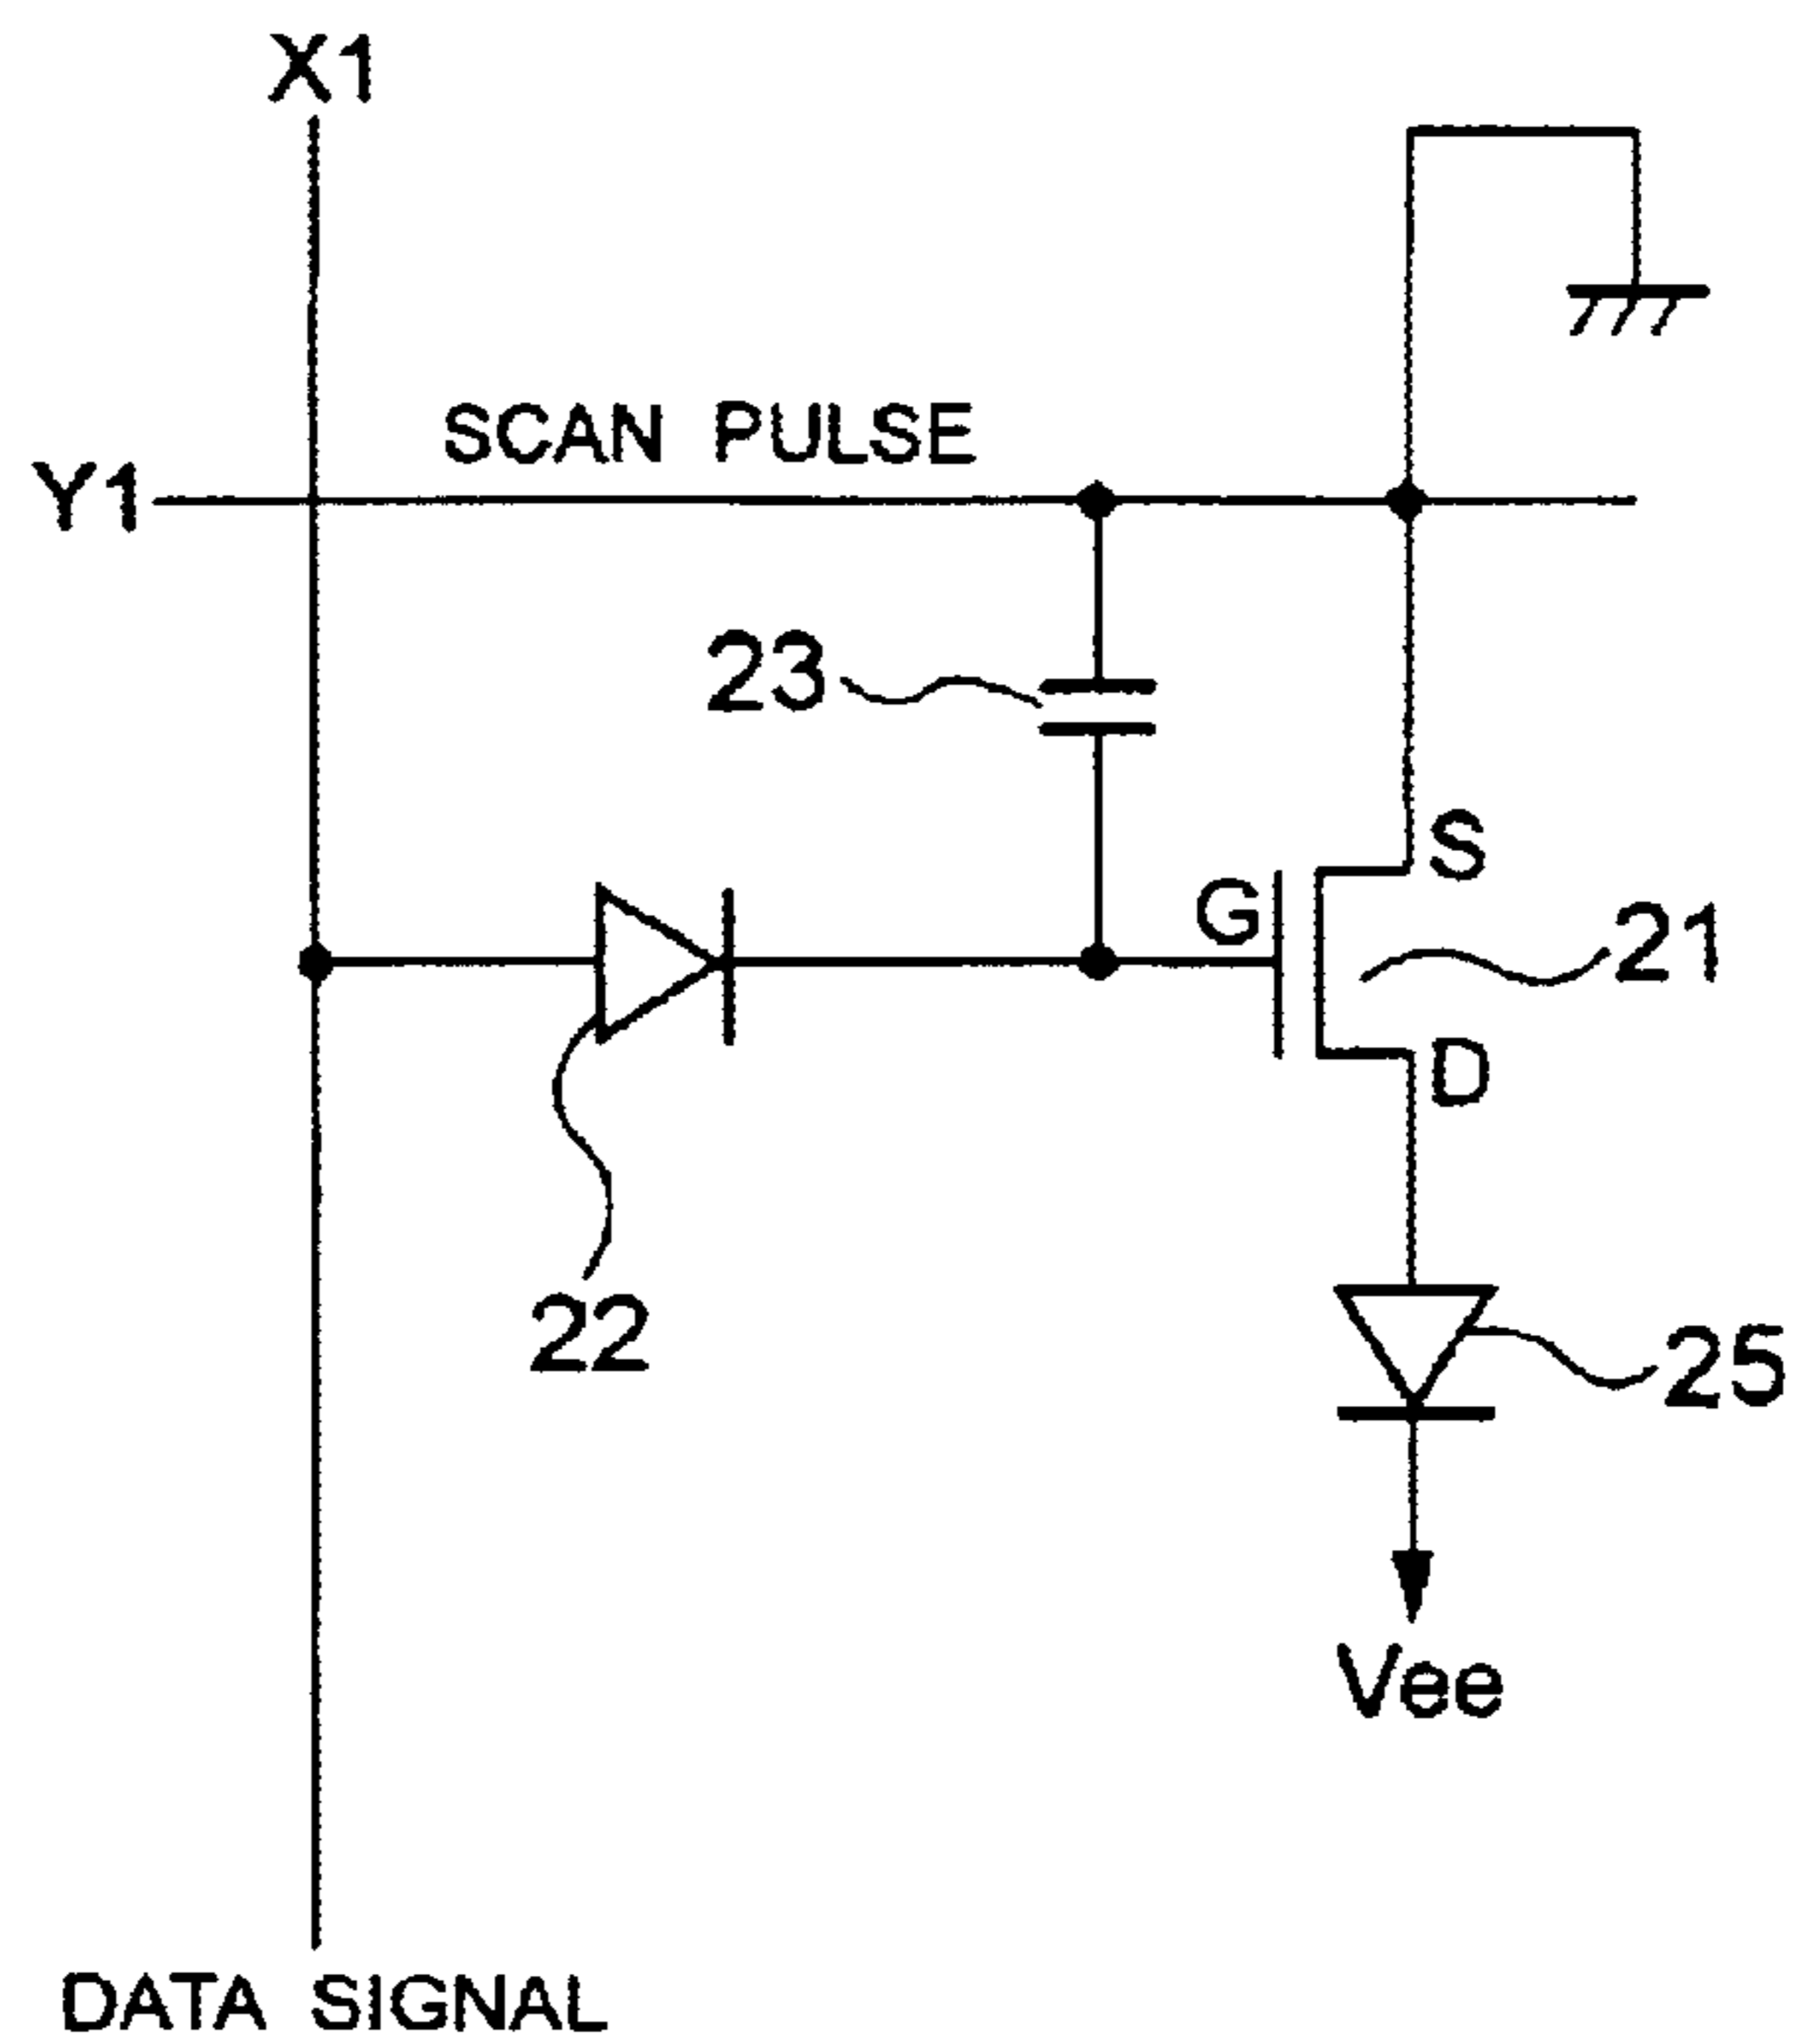 X1
SCAN PULSE
Y1
23
S
G
21
D
22
25
Vee
DATA SIGNAL